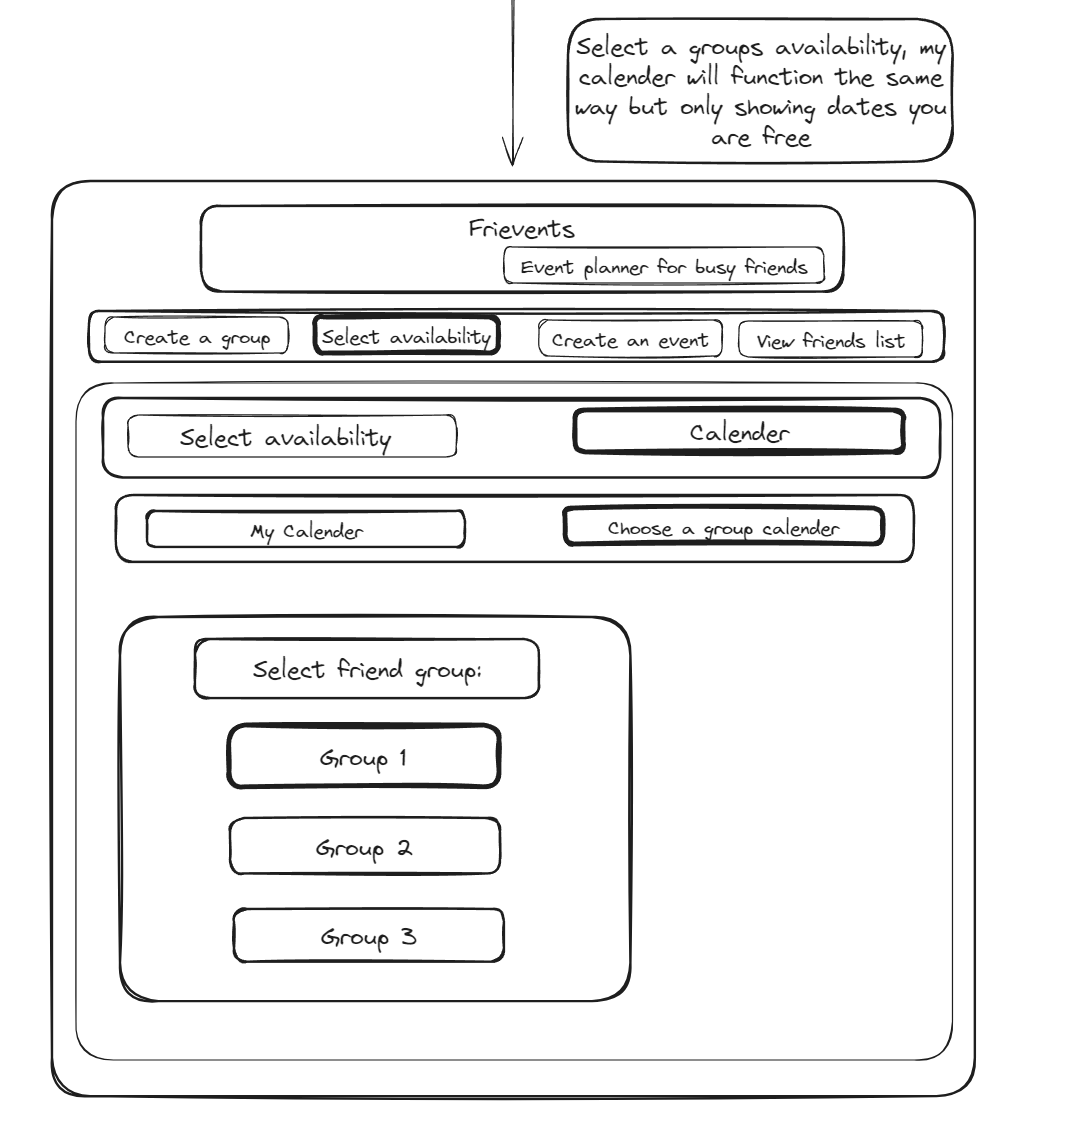 Select a groups availability, my
calender will function the same
way but only showing dates you
are free
Frievents
Event planner for busy friends
Create a group
Select availability
Create an event
View friends list
Select availability
Calender
My Calender
Choose a group calender
Select friend group:
Group 1
Group 2
Group 3